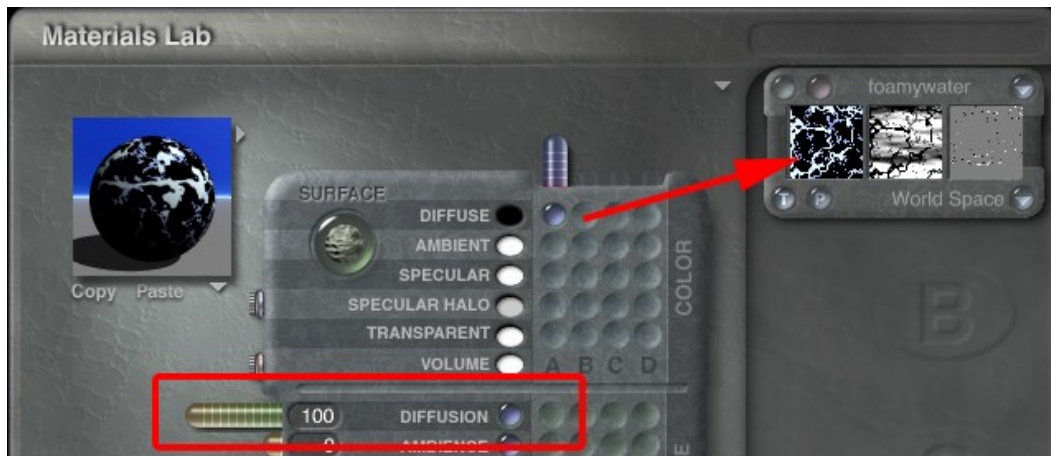 Materials Lab
foamywater
T P World Space
Copy Paste
SURFACE
DIFFUSE
AMBIENT
SPECULAR
SPECULAR HALO
TRANSPARENT
VOLUME
A B C D
COLOR
B
100 DIFFUSION
0 AMBIENCE